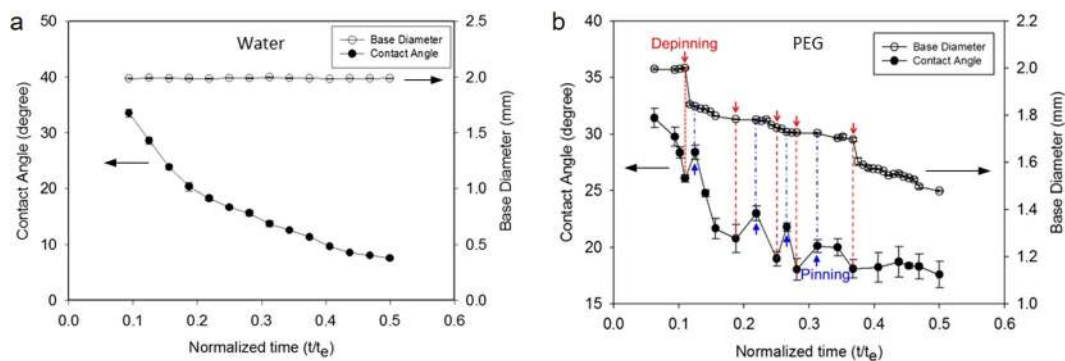 a
Water
Base Diameter
Contact Angle
Contact Angle (degree)
50
40
30
20
10
0
2.5
2.0
1.5
1.0
0.5
0.0
Base Diameter (mm)
0.0 0.1 0.2 0.3 0.4 0.5 0.6
Normalized time (t/te)
b
PEG
Depinning
Base Diameter
Contact Angle
Contact Angle (degree)
40
35
30
25
20
15
2.2
2.0
1.8
1.6
1.4
1.2
1.0
Base Diameter (mm)
Pinning
0.0 0.1 0.2 0.3 0.4 0.5 0.6
Normalized time (t/te)